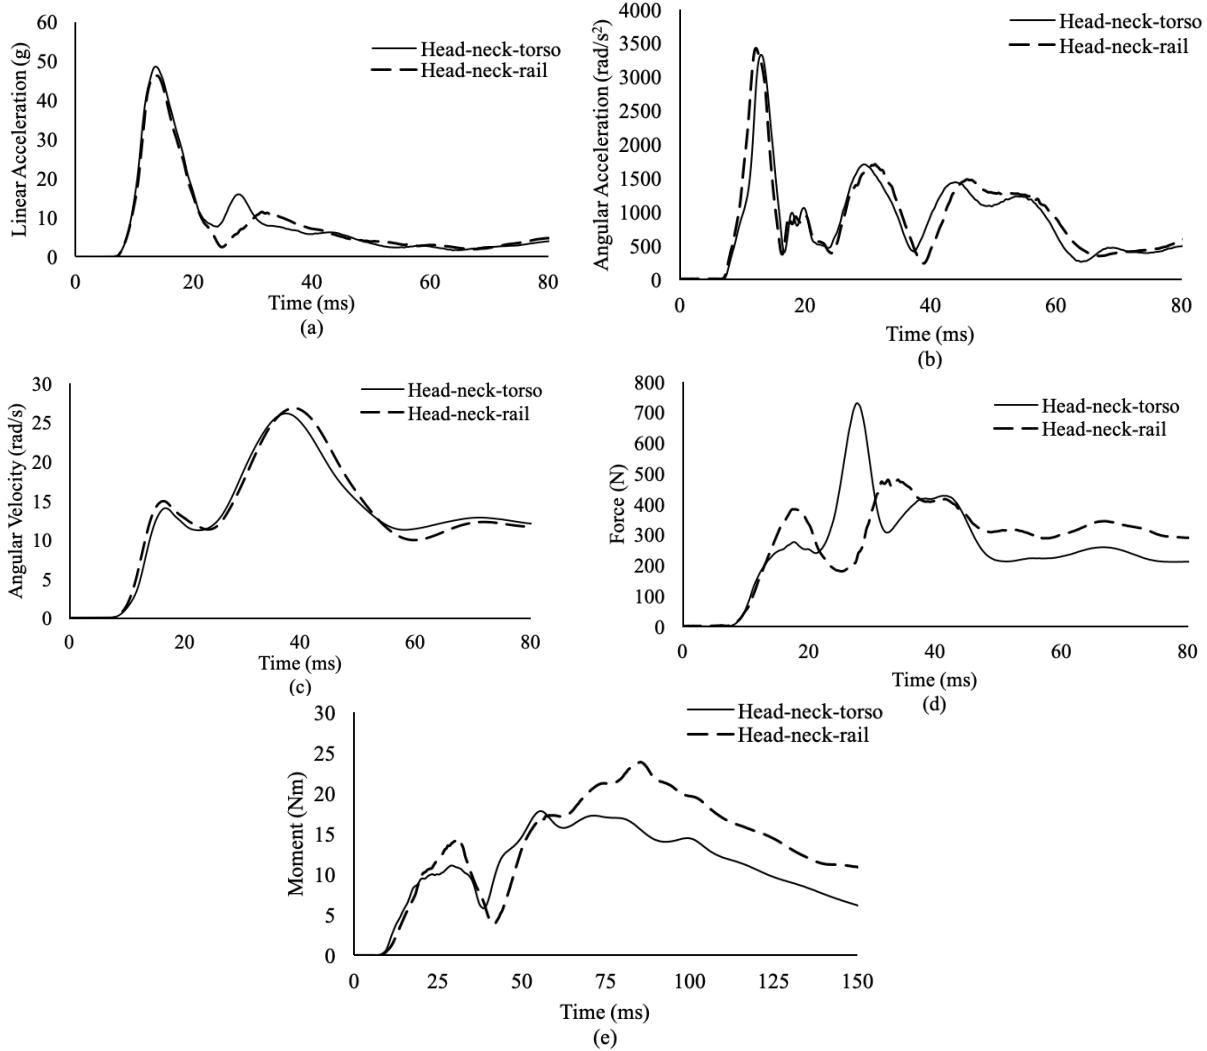 60
50
40
30
20
10
0
0 20 40 60 80
Linear Acceleration (g)
Time (ms)
(a)
Head-neck-torso
Head-neck-rail
4000
3500
3000
2500
2000
1500
1000
500
0
0 20 40 60 80
Angular Acceleration (rad/s²)
Time (ms)
(b)
Head-neck-torso
Head-neck-rail
30
25
20
15
10
5
0
0 20 40 60 80
Angular Velocity (rad/s)
Time (ms)
(c)
Head-neck-torso
Head-neck-rail
800
700
600
500
400
300
200
100
0
0 20 40 60 80
Force (N)
Time (ms)
(d)
Head-neck-torso
Head-neck-rail
30
25
20
15
10
5
0
0 25 50 75 100 125 150
Moment (Nm)
Time (ms)
(e)
Head-neck-torso
Head-neck-rail